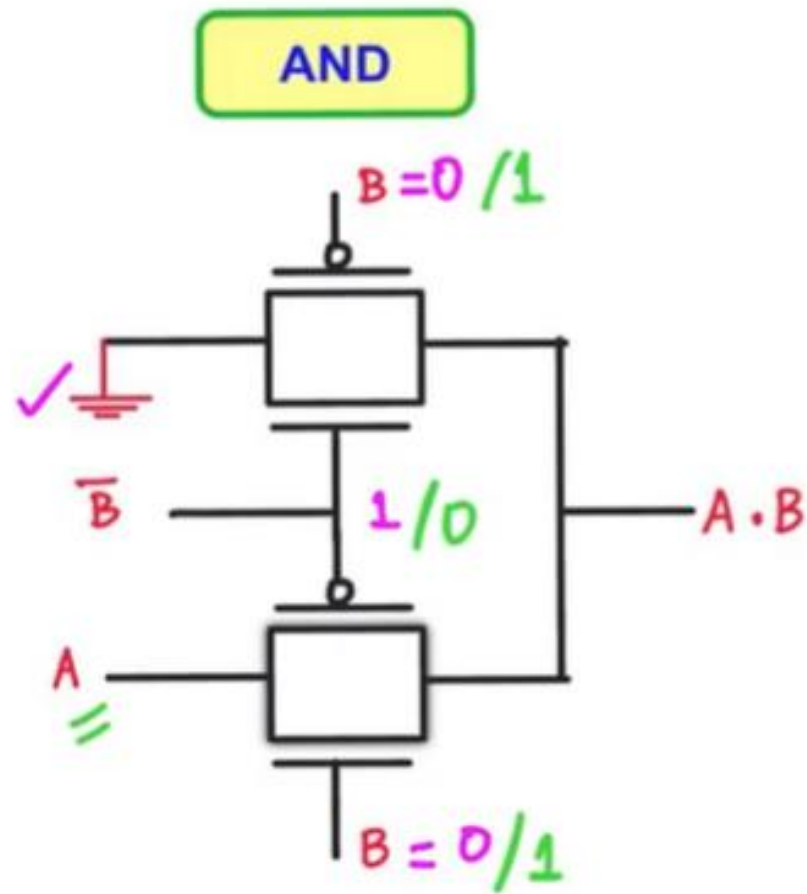 AND
B = 0 / 1
B̅
1 / 0
A · B
A
B = 0 / 1